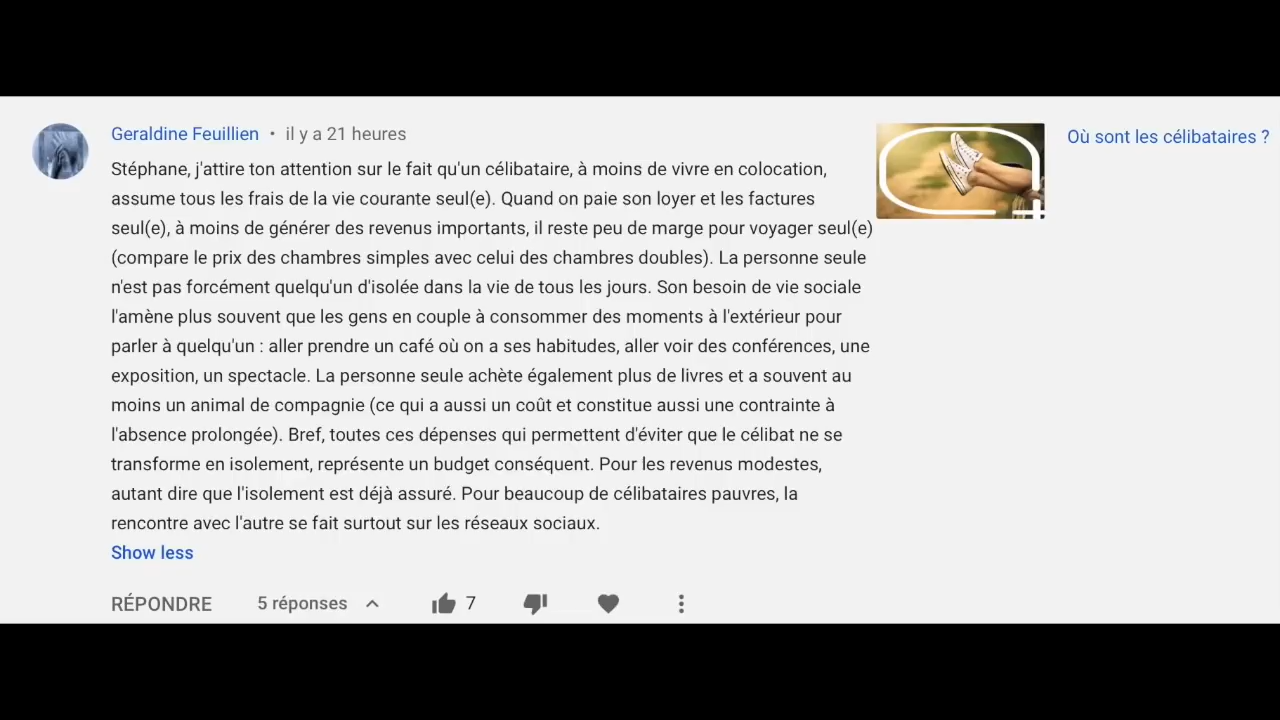 Geraldine Feuillien • il y a 21 heures
Où sont les célibataires ?
Stéphane, j'attire ton attention sur le fait qu'un célibataire, à moins de vivre en colocation,
assume tous les frais de la vie courante seul(e). Quand on paie son loyer et les factures
seul(e), à moins de générer des revenus importants, il reste peu de marge pour voyager seul(e)
(compare le prix des chambres simples avec celui des chambres doubles). La personne seule
n'est pas forcément quelqu'un d'isolée dans la vie de tous les jours. Son besoin de vie sociale
l'amène plus souvent que les gens en couple à consommer des moments à l'extérieur pour
parler à quelqu'un : aller prendre un café où on a ses habitudes, aller voir des conférences, une
exposition, un spectacle. La personne seule achète également plus de livres et a souvent au
moins un animal de compagnie (ce qui a aussi un coût et constitue aussi une contrainte à
l'absence prolongée). Bref, toutes ces dépenses qui permettent d'éviter que le célibat ne se
transforme en isolement, représente un budget conséquent. Pour les revenus modestes,
autant dire que l'isolement est déjà assuré. Pour beaucoup de célibataires pauvres, la
rencontre avec l'autre se fait surtout sur les réseaux sociaux.
Show less
RÉPONDRE 5 réponses 7